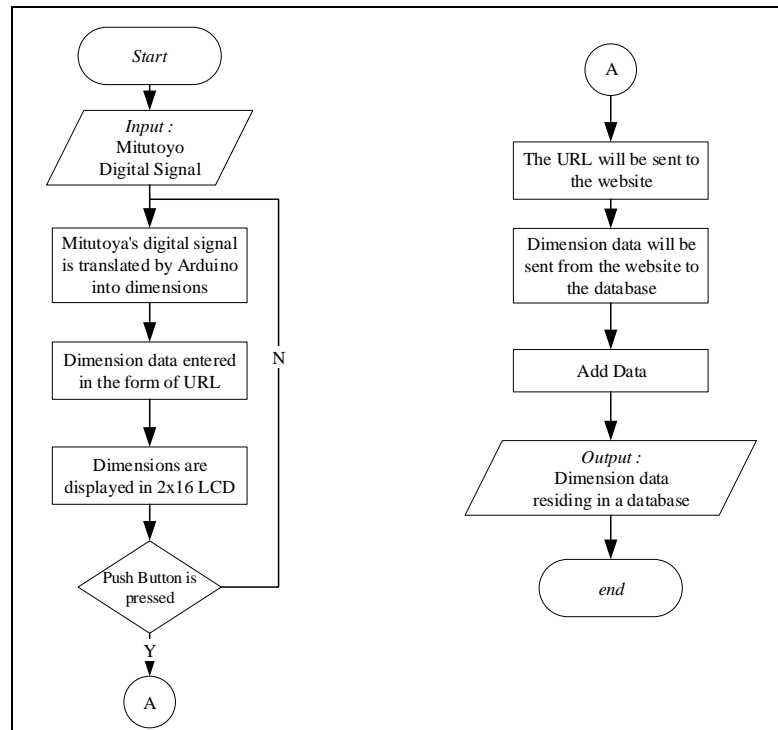 Start
Input :
Mitutoyo
Digital Signal
Mitutoya's digital signal
is translated by Arduino
into dimensions
Dimension data entered
in the form of URL
N
Dimensions are
displayed in 2x16 LCD
Push Button is
pressed
Y
A
A
The URL will be sent to
the website
Dimension data will be
sent from the website to
the database
Add Data
Output :
Dimension data
residing in a database
end